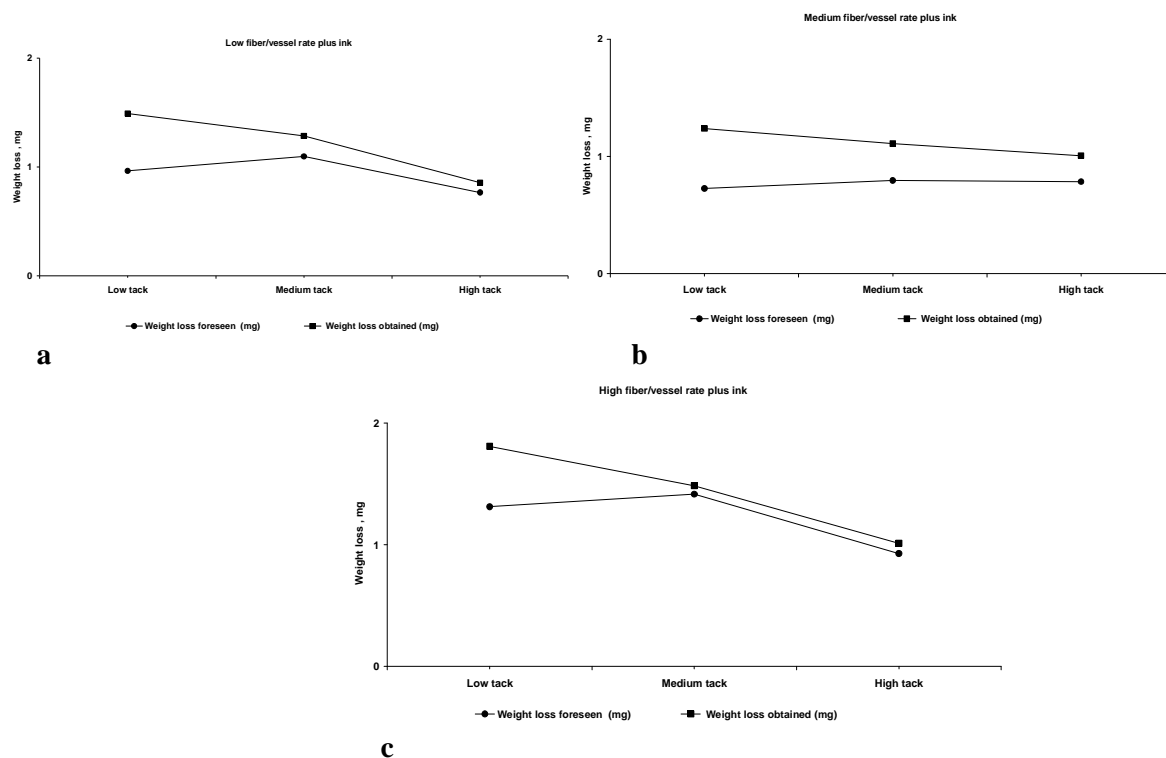 Low fiber/vessel rate plus ink
2
1
0
Weight loss , mg
Low tack Medium tack High tack
Weight loss foreseen (mg) Weight loss obtained (mg)
a
Medium fiber/vessel rate plus ink
2
1
0
Weight loss , mg
Low tack Medium tack High tack
Weight loss foreseen (mg) Weight loss obtained (mg)
b
High fiber/vessel rate plus ink
2
1
0
Weight loss , mg
Low tack Medium tack High tack
Weight loss foreseen (mg) Weight loss obtained (mg)
c